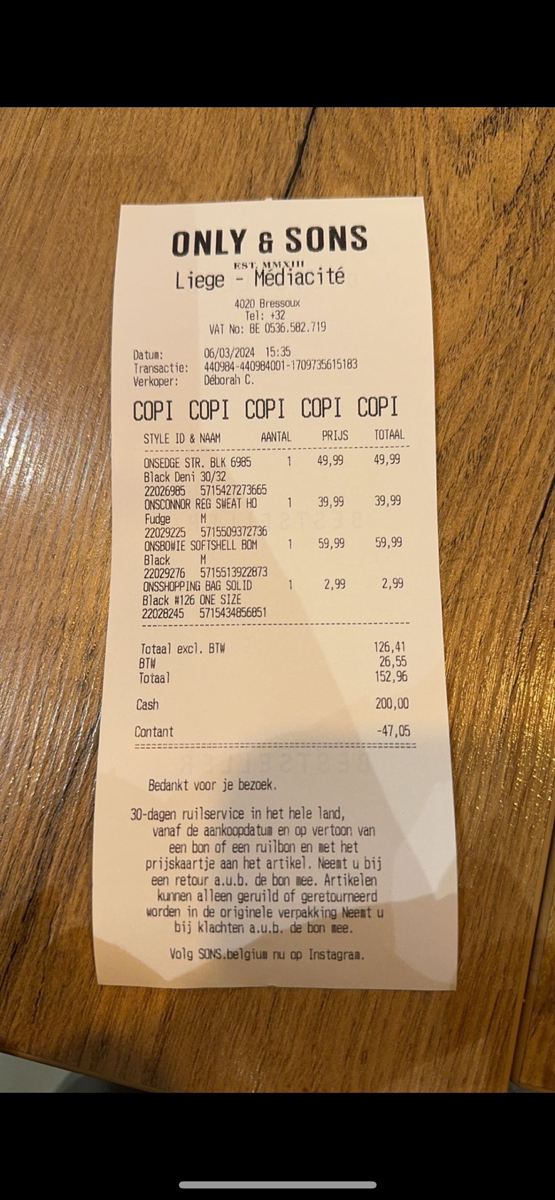 ONLY & SONS
EST. MMXIII
Liege - Médiacité
4020 Bressoux
Tel: +32
VAT No: BE 0536.582.719
Datum: 06/03/2024 15:35
Transactie: 440984-440984001-1709735615183
Verkoper: Déborah C.
COPI COPI COPI COPI COPI
STYLE ID & NAAM AANTAL PRIJS TOTAAL
ONSEDGE STR. BLK 6985 1 49,99 49,99
Black Deni 30/32
22026985 5715427273665
ONSCONNOR REG SWEAT HD 1 39,99 39,99
Fudge M
22029225 5715509372736
ONSBOWIE SOFTSHELL BOM 1 59,99 59,99
Black M
22029276 5715513922873
ONSSHOPPING BAG SOLID 1 2,99 2,99
Black #126 ONE SIZE
22028245 5715434856851
Totaal excl. BTW 126,41
BTW 26,55
Totaal 152,96
Cash 200,00
Contant -47,05
BESTSELLER
Bedankt voor je bezoek.
30-dagen ruilservice in het hele land,
vanaf de aankoopdatum en op vertoon van
een bon of een ruilbon en met het
prijskaartje aan het artikel. Neemt u bij
een retour a.u.b. de bon mee. Artikelen
kunnen alleen geruild of geretourneerd
worden in de originele verpakking Neemt u
bij klachten a.u.b. de bon mee.
Volg SONS.belgium nu op Instagram.